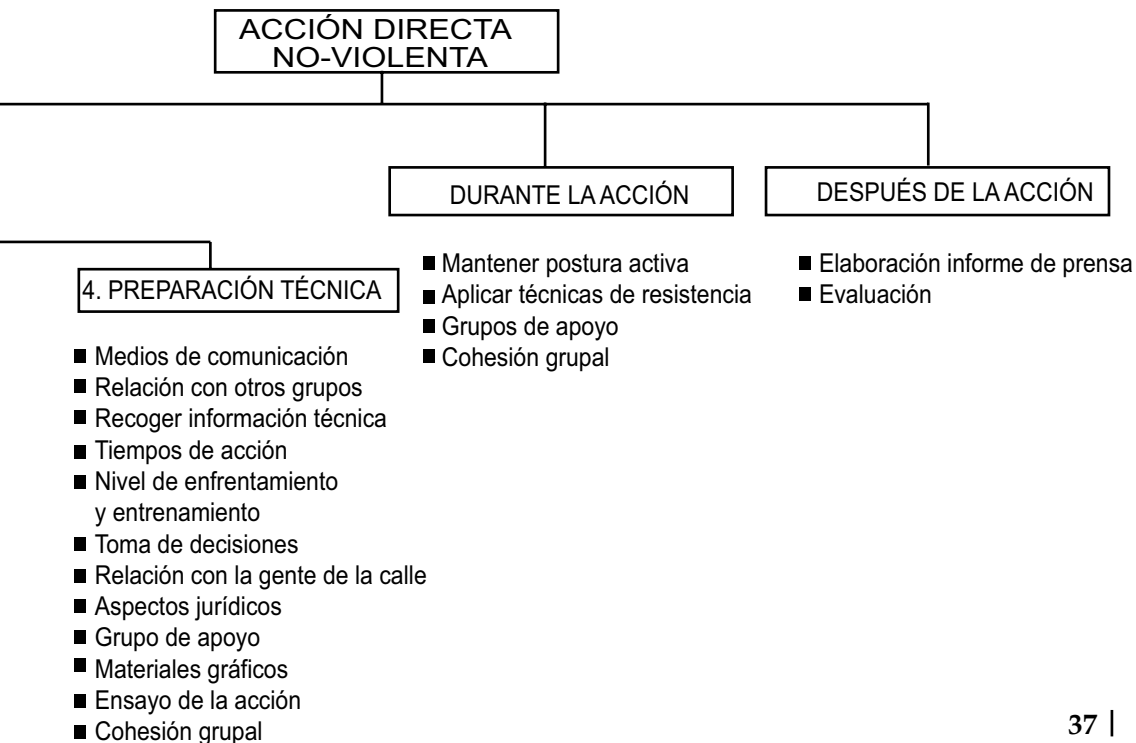 ACCIÓN DIRECTA
NO-VIOLENTA
4. PREPARACIÓN TÉCNICA
■ Medios de comunicación
■ Relación con otros grupos
■ Recoger información técnica
■ Tiempos de acción
■ Nivel de enfrentamiento
y entrenamiento
■ Toma de decisiones
■ Relación con la gente de la calle
■ Aspectos jurídicos
■ Grupo de apoyo
■ Materiales gráficos
■ Ensayo de la acción
■ Cohesión grupal
DURANTE LA ACCIÓN
■ Mantener postura activa
■ Aplicar técnicas de resistencia
■ Grupos de apoyo
■ Cohesión grupal
DESPUÉS DE LA ACCIÓN
■ Elaboración informe de prensa
■ Evaluación
37 |